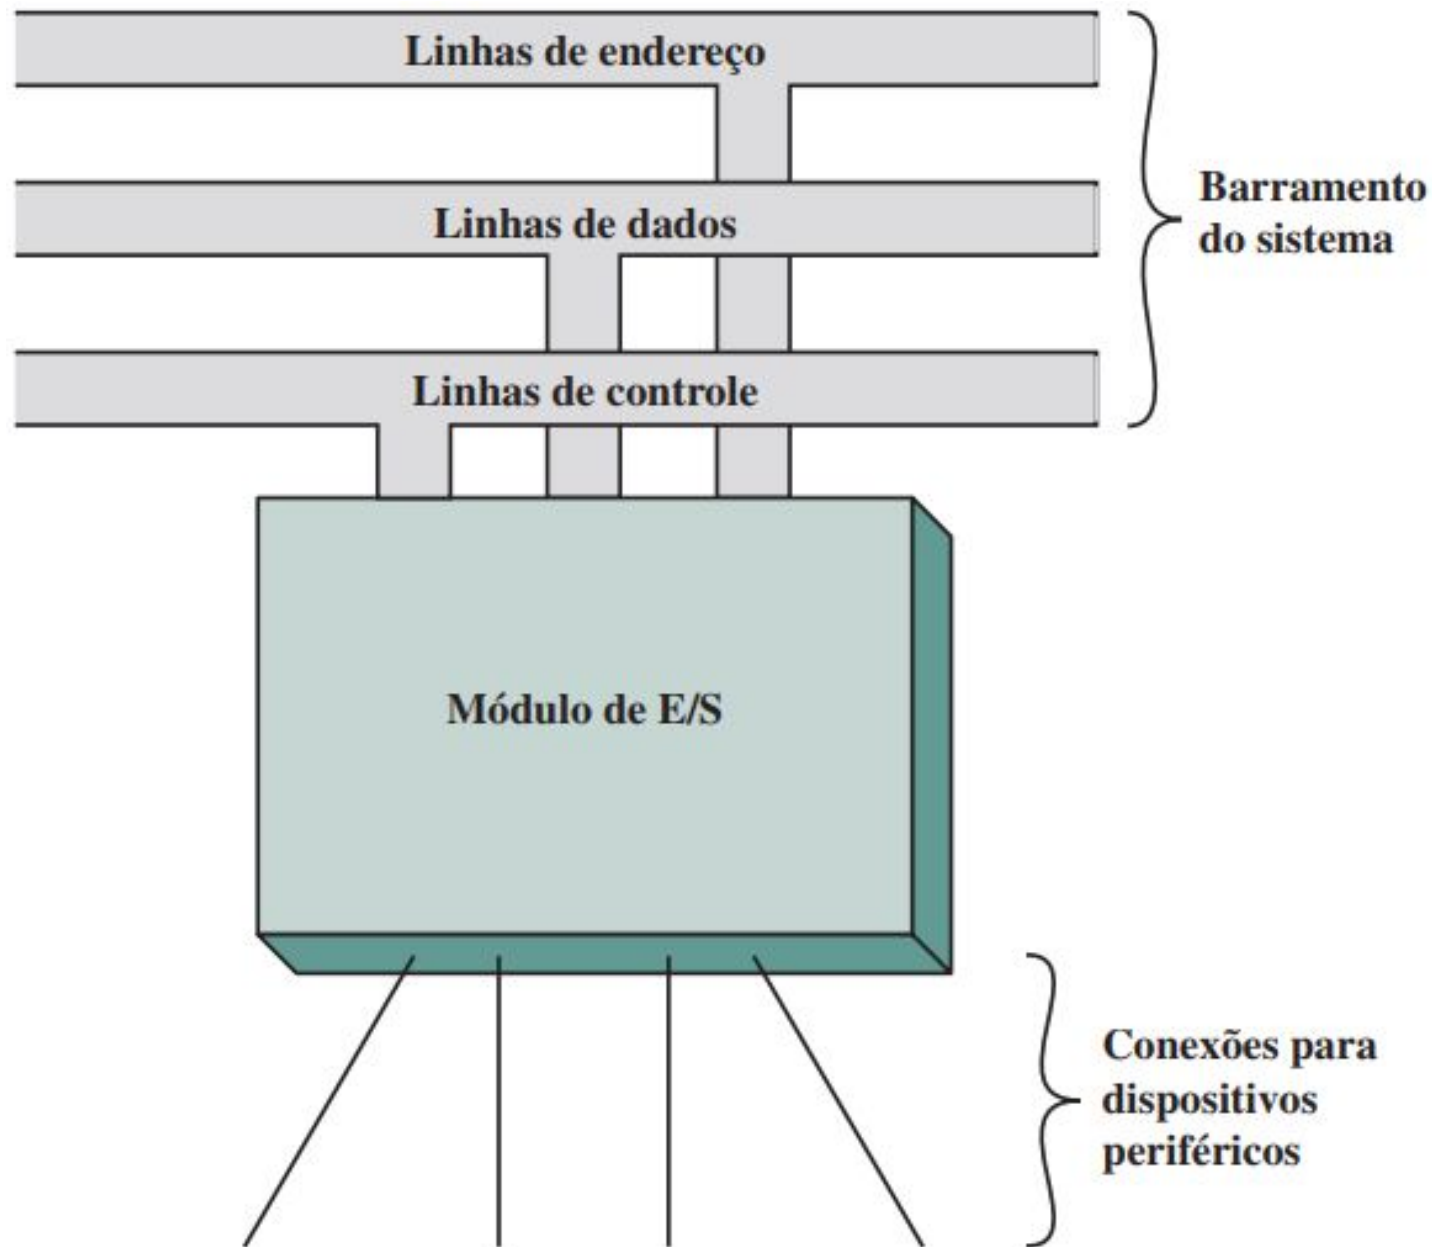 Linhas de endereço
Linhas de dados
Linhas de controle
Barramento
do sistema
Módulo de E/S
Conexões para
dispositivos
periféricos